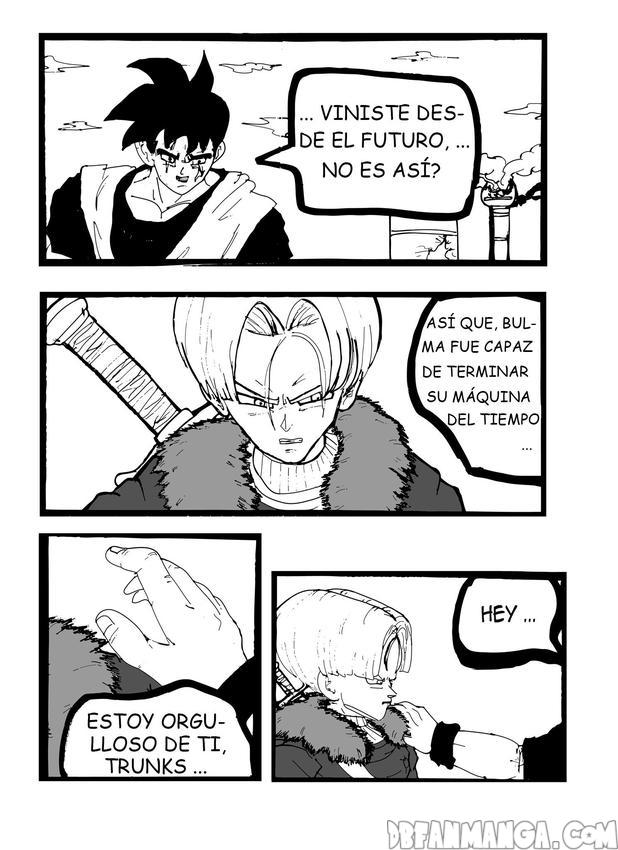 ... VINISTE DES-
DE EL FUTURO, ...
NO ES ASÍ?
ASÍ QUE, BUL-
MA FUE CAPAZ
DE TERMINAR
SU MÁQUINA
DEL TIEMPO
...
ESTOY ORGU-
LLOSO DE TI,
TRUNKS ...
HEY ...
DBFANMANGA.COM